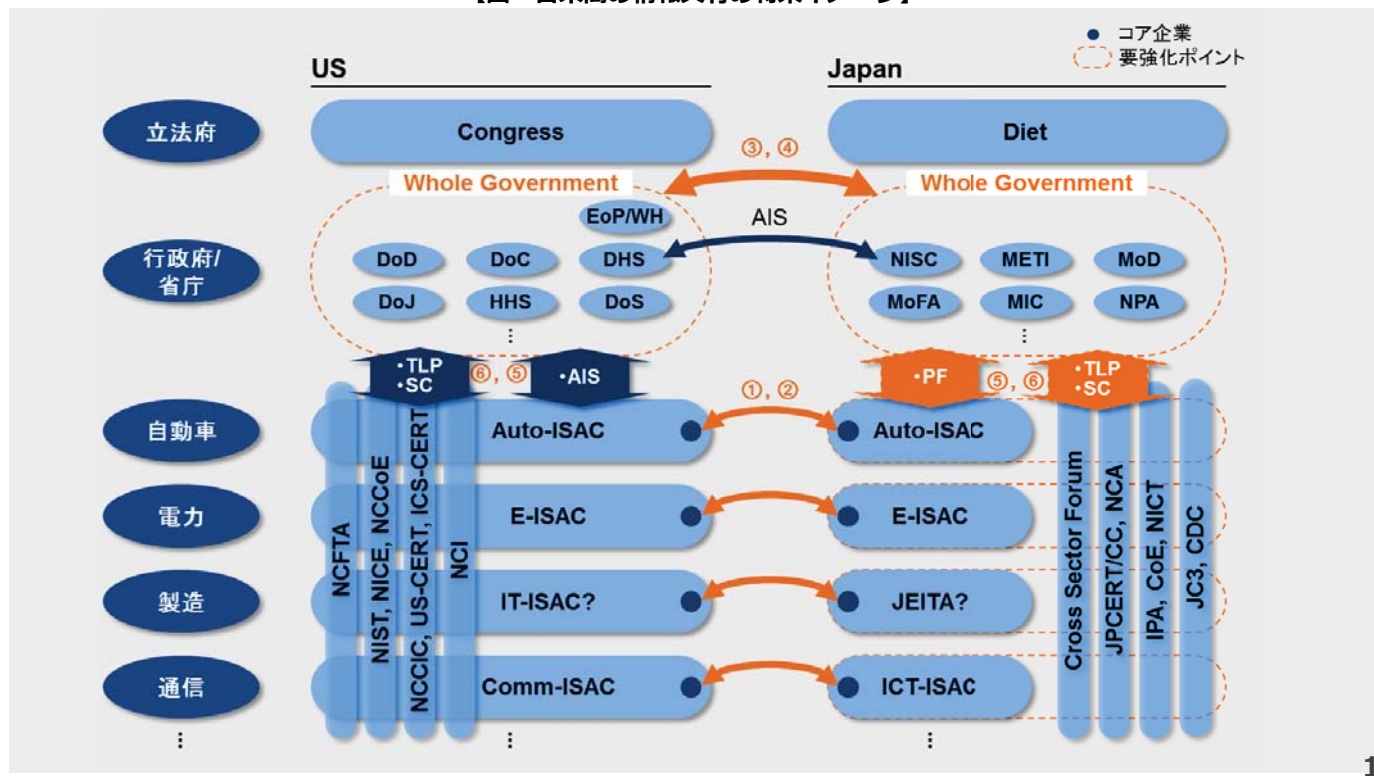 コア企業
要強化ポイント
US
Japan
立法府
Congress
Diet
③, ④
Whole Government
Whole Government
EoP/WH
AIS
行政府/
省庁
DoD
DoC
DHS
NISC
METI
MoD
DoJ
HHS
DoS
MoFA
MIC
NPA
⋮
⋮
・TLP
・SC
⑥, ⑤
・AIS
①, ②
・PF
⑤, ⑥
・TLP
・SC
自動車
Auto-ISAC
Auto-ISAC
電力
E-ISAC
E-ISAC
製造
IT-ISAC?
JEITA?
通信
Comm-ISAC
ICT-ISAC
NCFTA
NIST, NICE, NCCoE
NCCIC, US-CERT, ICS-CERT
NCI
Cross Sector Forum
JPCERT/CC, NCA
IPA, CoE, NICT
JC3, CDC
⋮
⋮
⋮
1